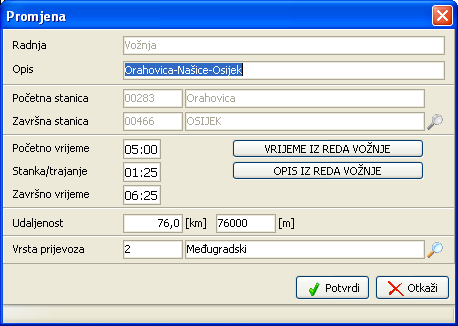 Promjena
Radnja Vožnja
Opis Orahovica-Našice-Osijek
Početna stanica 00283 Orahovica
Završna stanica 00466 OSIJEK
Početno vrijeme 05:00 VRIJEME IZ REDA VOŽNJE
Stanka/trajanje 01:25 OPIS IZ REDA VOŽNJE
Završno vrijeme 06:25
Udaljenost 76,0 [km] 76000 [m]
Vrsta prijevoza 2 Međugradski
Potvrdi Otkaži